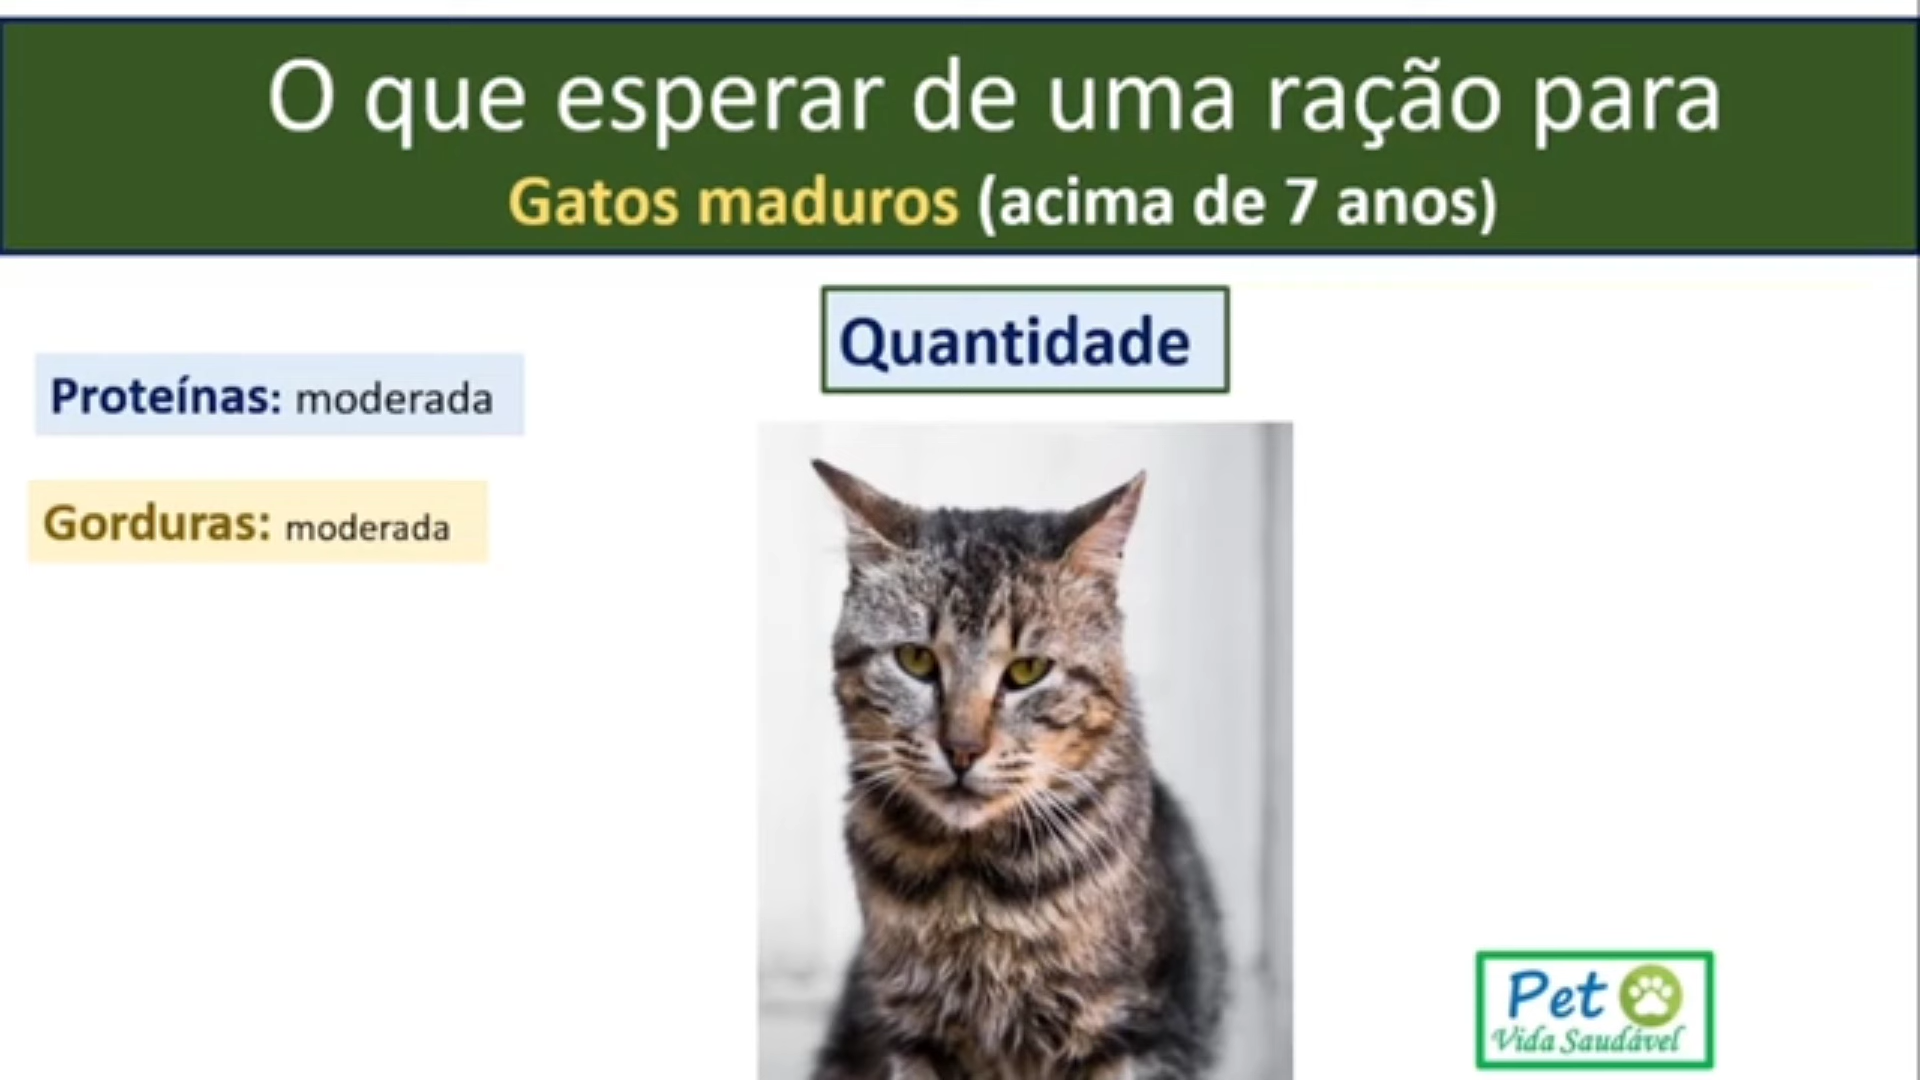 O que esperar de uma ração para
Gatos maduros (acima de 7 anos)
Quantidade
Proteínas: moderada
Gorduras: moderada
Pet
Vida Saudável